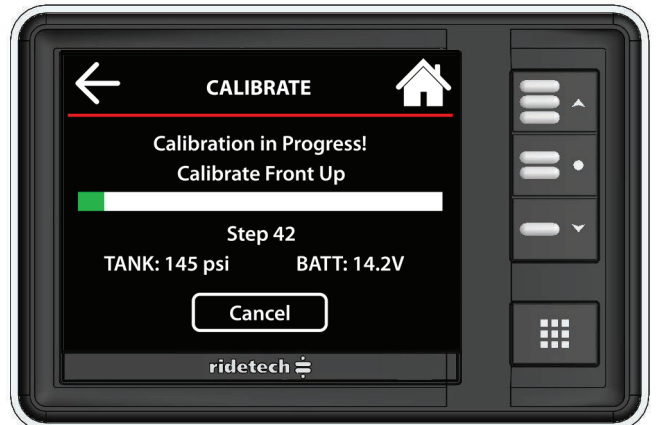 CALIBRATE
Calibration in Progress!
Calibrate Front Up
Step 42
TANK: 145 psi BATT: 14.2V
Cancel
ridetech